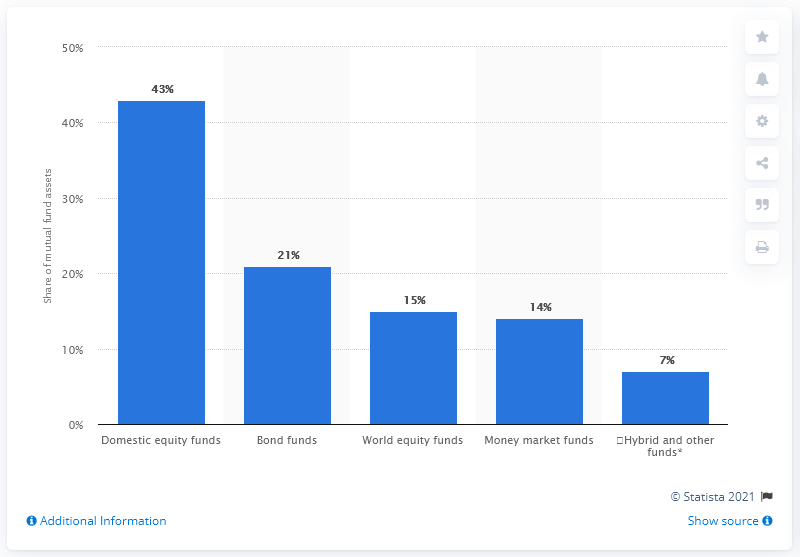 50%
43%
40%
Share of mutual fund assets
30%
21%
20%
15%
14%
10%
7%
0%
Domestic equity funds
Bond funds
World equity funds
Money market funds
Hybrid and other
funds*
© Statista 2021
Additional Information
Show source